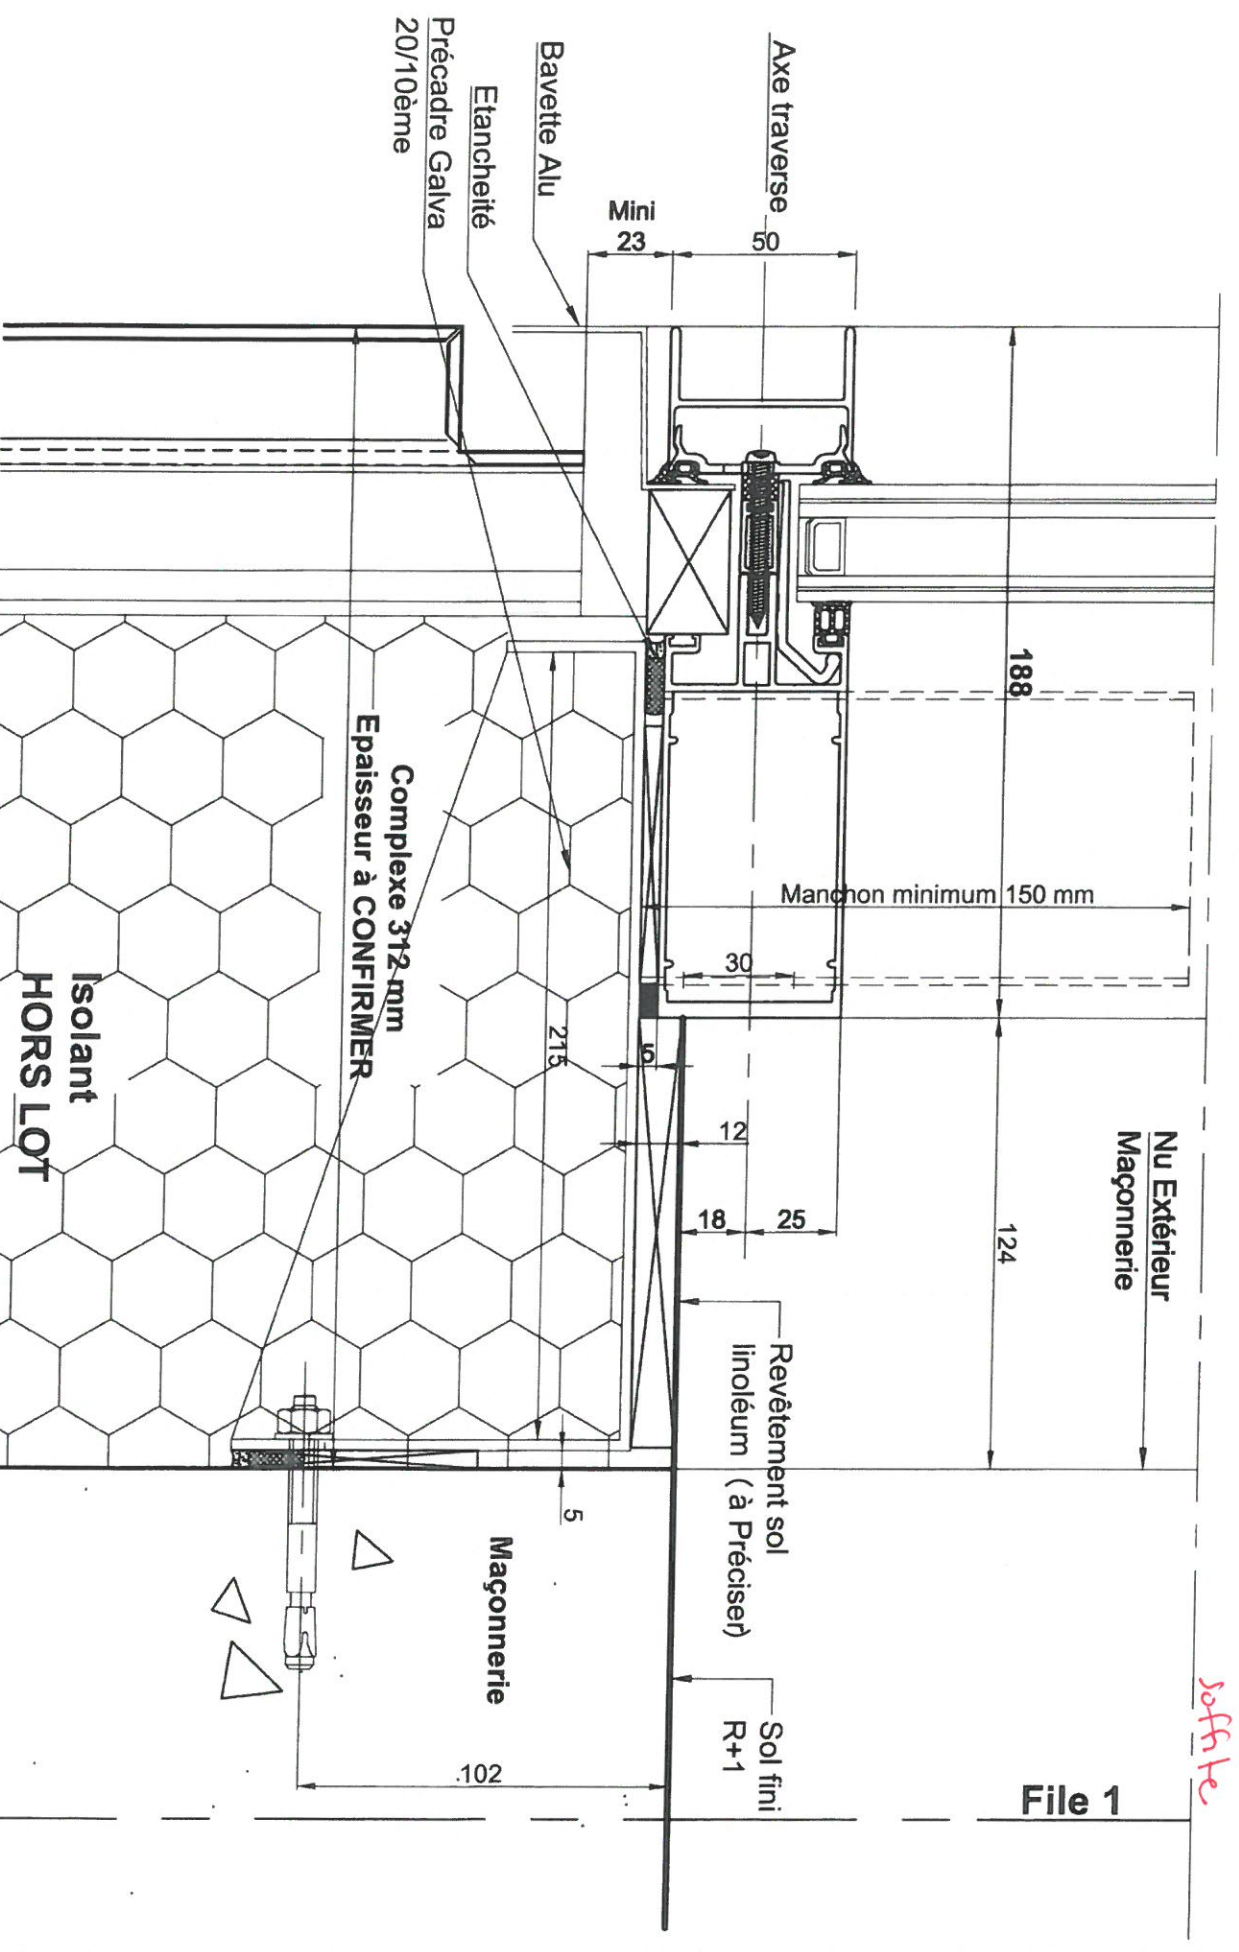 Axe traverse
Bavette Alu
Etancheité
Précadre Galva
20/10ème
Mini
23
50
188
Manchon minimum 150 mm
30
Complexe 312 mm
Epaisseur à CONFIRMER
215
Isolant
HORS LOT
6
12
18
25
124
Nu Extérieur
Maçonnerie
Revêtement sol
linoléum ( à Préciser)
5
Maçonnerie
Sol fini
R+1
102
File 1
Soffite